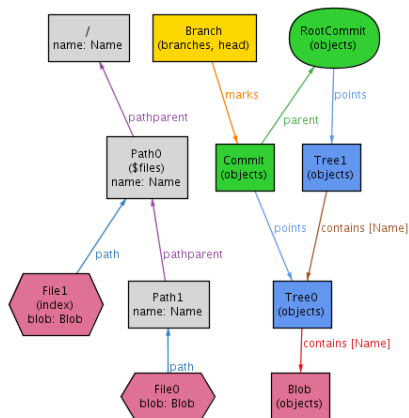 /
name: Name
Branch
(branches, head)
RootCommit
(objects)
pathparent
marks
parent
points
Path0
($files)
name: Name
Commit
(objects)
Tree1
(objects)
path
pathparent
points
contains [Name]
File1
(index)
blob: Blob
Path1
name: Name
Tree0
(objects)
path
contains [Name]
File0
blob: Blob
Blob
(objects)